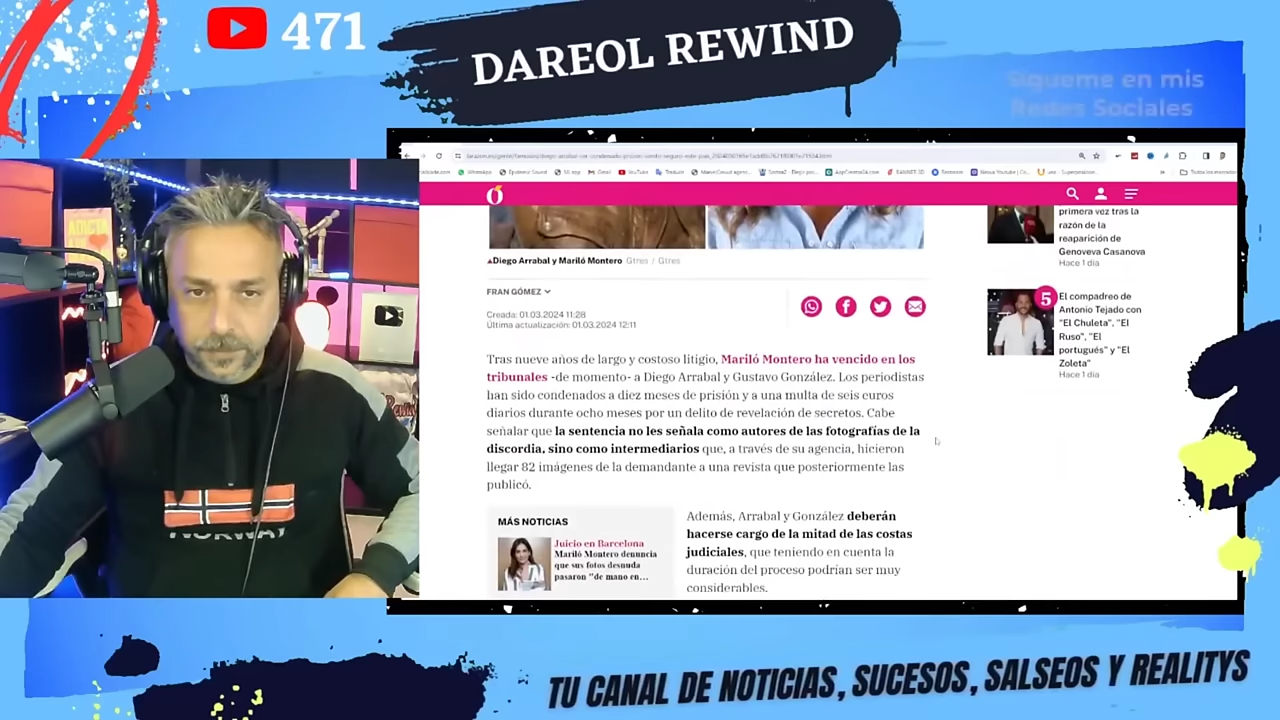 471
DAREOL REWIND
Sígueme en mis
Redes Sociales
ADICTA
WhatsApp
Epidemic Sound
Mi app
Gmail
YouTube
Traducir
primera vez tras la
razón de la
reaparición de
Genoveva Casanova
Hace 1 día
Diego Arrabal y Mariló Montero Gtres / Gtres
FRAN GÓMEZ
Creada: 01.03.2024 11:28
Última actualización: 01.03.2024 12:11
5
El compadreo de
Antonio Tejado con
"El Chuleta", "El
Ruso", "El
portugués" y "El
Zoleta"
Hace 1 día
Tras nueve años de largo y costoso litigio, Mariló Montero ha vencido en los
tribunales -de momento- a Diego Arrabal y Gustavo González. Los periodistas
han sido condenados a diez meses de prisión y a una multa de seis euros
diarios durante ocho meses por un delito de revelación de secretos. Cabe
señalar que la sentencia no les señala como autores de las fotografías de la
discordia, sino como intermediarios que, a través de su agencia, hicieron
llegar 82 imágenes de la demandante a una revista que posteriormente las
publicó.
MÁS NOTICIAS
Juicio en Barcelona
Mariló Montero denuncia
que sus fotos desnuda
pasaron "de mano en...
Además, Arrabal y González deberán
hacerse cargo de la mitad de las costas
judiciales, que teniendo en cuenta la
duración del proceso podrían ser muy
considerables.
NORWAY
TU CANAL DE NOTICIAS, SUCESOS, SALSEOS Y REALITYS